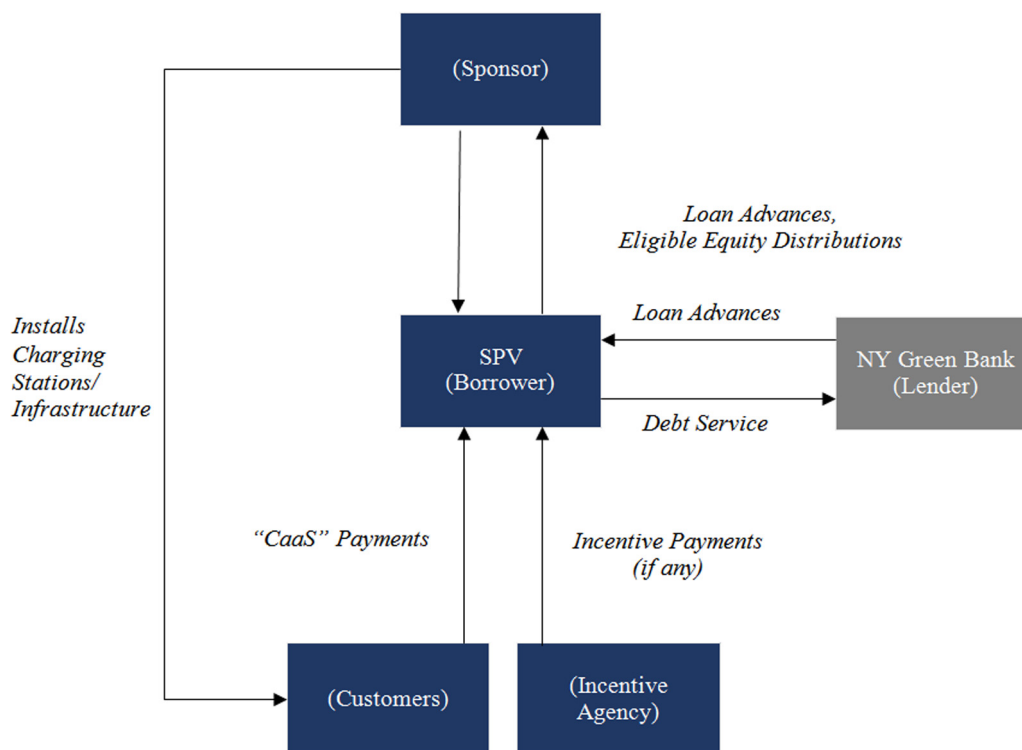 (Sponsor)
Loan Advances,
Eligible Equity Distributions
Installs
Charging
Stations/
Infrastructure
Loan Advances
SPV
(Borrower)
NY Green Bank
(Lender)
Debt Service
“CaaS” Payments
Incentive Payments
(if any)
(Customers)
(Incentive
Agency)